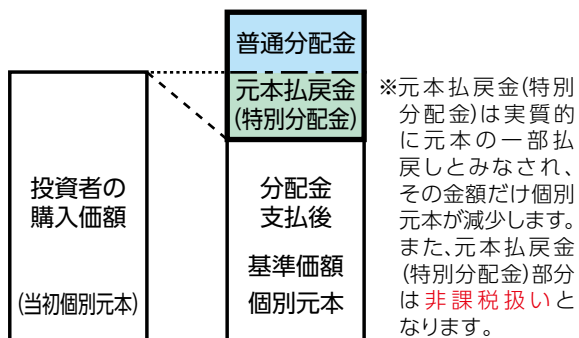 普通分配金
元本払戻金
(特別分配金)
投資者の
購入価額
(当初個別元本)
分配金
支払後
基準価額
個別元本
※元本払戻金(特別
分配金)は実質的
に元本の一部払
戻しとみなされ、
その金額だけ個別
元本が減少します。
また、元本払戻金
(特別分配金)部分
は非課税扱いと
なります。